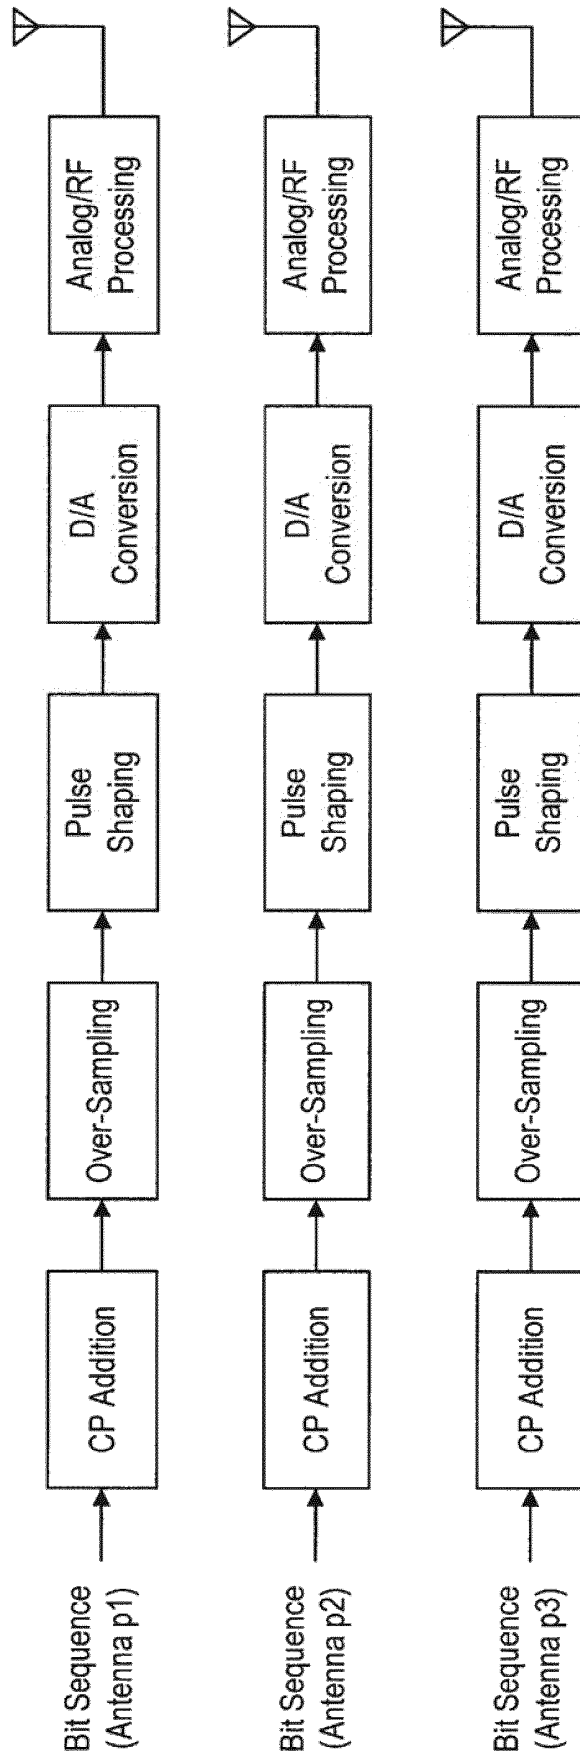 Bit Sequence
(Antenna p1)
CP Addition
Over-Sampling
Pulse
Shaping
D/A
Conversion
Analog/RF
Processing
Bit Sequence
(Antenna p2)
CP Addition
Over-Sampling
Pulse
Shaping
D/A
Conversion
Analog/RF
Processing
Bit Sequence
(Antenna p3)
CP Addition
Over-Sampling
Pulse
Shaping
D/A
Conversion
Analog/RF
Processing